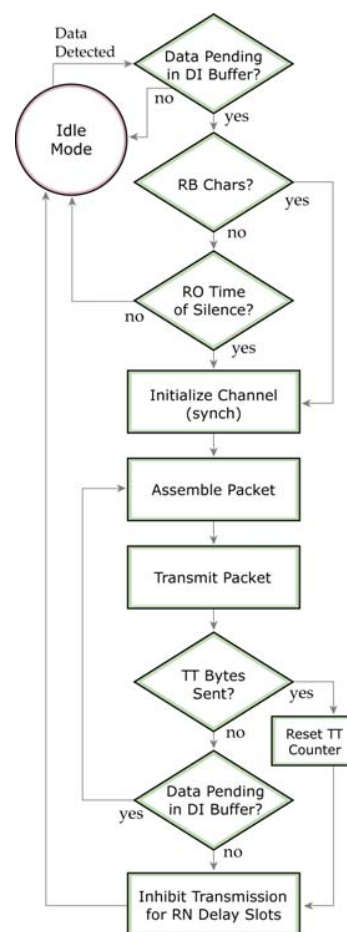 Data
Detected
Data Pending
in DI Buffer?
no
yes
Idle
Mode
RB Chars?
yes
no
RO Time
of Silence?
no
yes
Initialize Channel
(synch)
Assemble Packet
Transmit Packet
TT Bytes
Sent?
yes
no
Reset TT
Counter
Data Pending
in DI Buffer?
yes
no
Inhibit Transmission
for RN Delay Slots